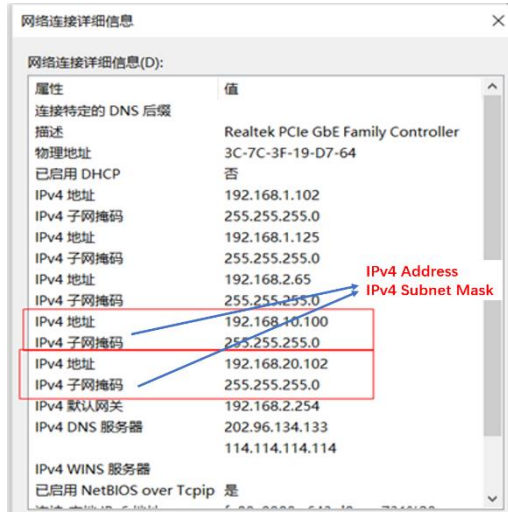 网络连接详细信息
网络连接详细信息(D):
属性 值
连接特定的 DNS 后缀
描述 Realtek PCIe GbE Family Controller
物理地址 3C-7C-3F-19-D7-64
已启用 DHCP 否
IPv4 地址 192.168.1.102
IPv4 子网掩码 255.255.255.0
IPv4 地址 192.168.1.125
IPv4 子网掩码 255.255.255.0
IPv4 地址 192.168.2.65
IPv4 子网掩码 255.255.255.0
IPv4 地址 192.168.10.100
IPv4 子网掩码 255.255.255.0
IPv4 地址 192.168.20.102
IPv4 子网掩码 255.255.255.0
IPv4 默认网关 192.168.2.254
IPv4 DNS 服务器 202.96.134.133
114.114.114.114
IPv4 WINS 服务器
已启用 NetBIOS over Tcpip 是
IPv4 Address
IPv4 Subnet Mask